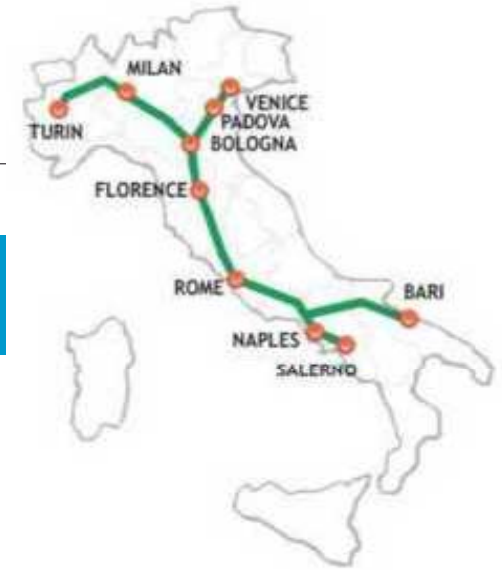 MILAN
TURIN
VENICE
PADOVA
BOLOGNA
FLORENCE
ROME
BARI
NAPLES
SALERNO